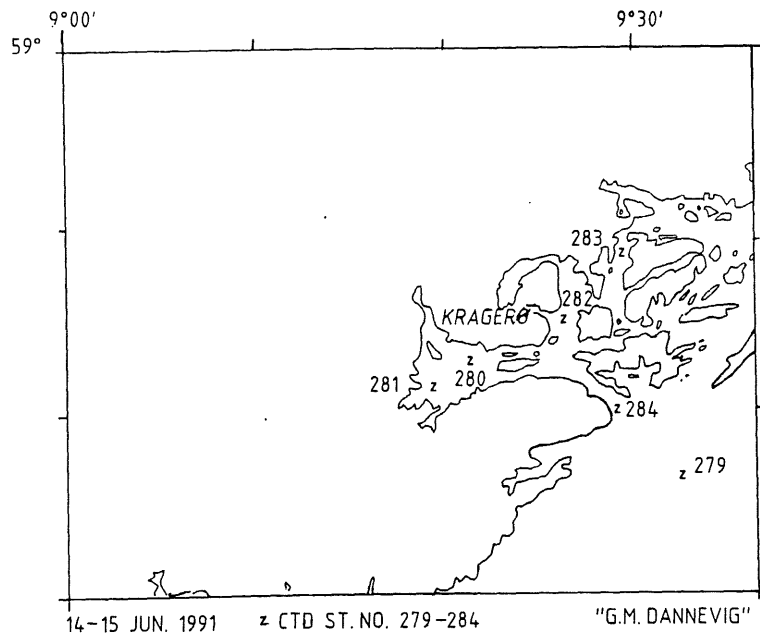 9°00' 9°30'
59°
283
282
KRAGERØ
281 280
z 284
z 279
14-15 JUN. 1991 z CTD ST. NO. 279-284 "G.M. DANNEVIG"